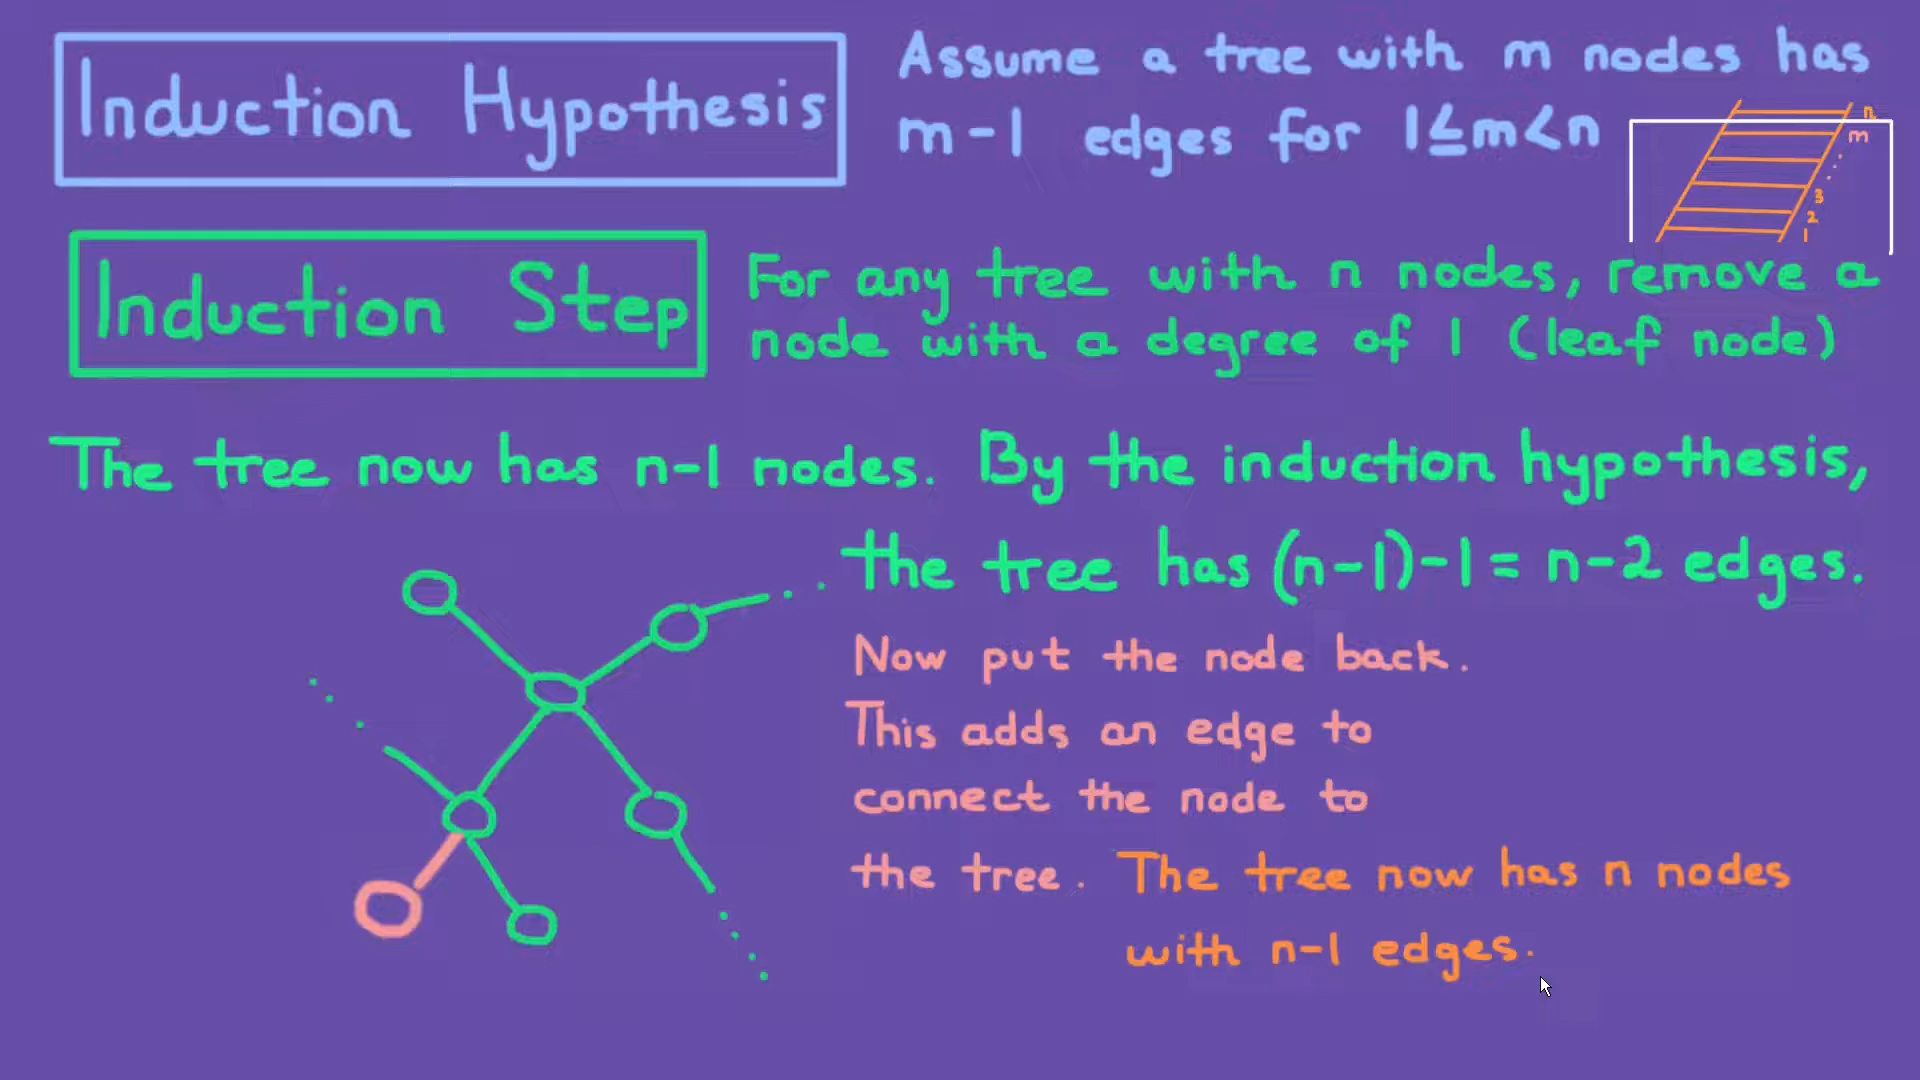 Induction Hypothesis
Assume a tree with m nodes has
m-1 edges for 1≤m<n
n
m
3
2
1
Induction Step
For any tree with n nodes, remove a
node with a degree of 1 (leaf node)
The tree now has n-1 nodes. By the induction hypothesis,
the tree has (n-1)-1 = n-2 edges.
Now put the node back.
This adds an edge to
connect the node to
the tree. The tree now has n nodes
with n-1 edges.